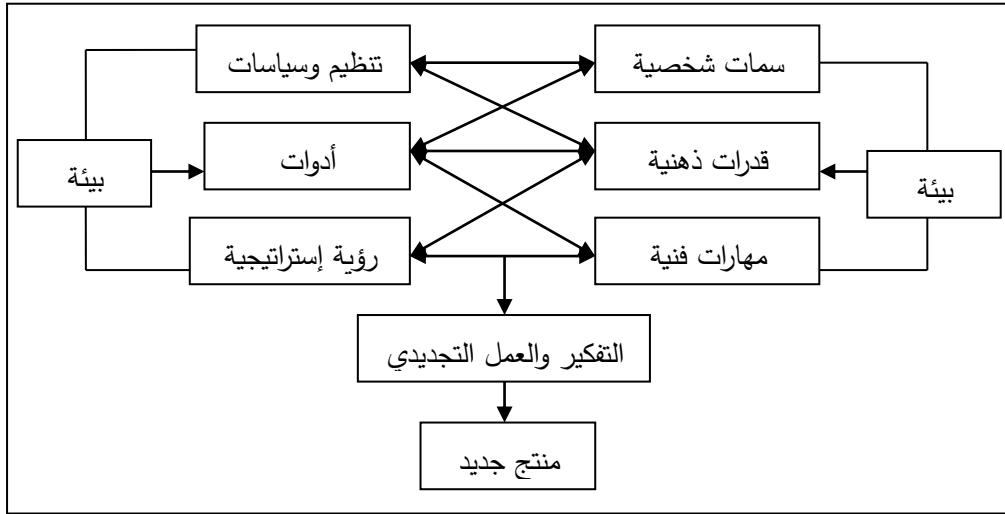 سمات شخصية
تنظيم وسياسات
قدرات ذهنية
أدوات
بيئة
بيئة
مهارات فنية
رؤية إستراتيجية
التفكير والعمل التجديدي
منتج جديد